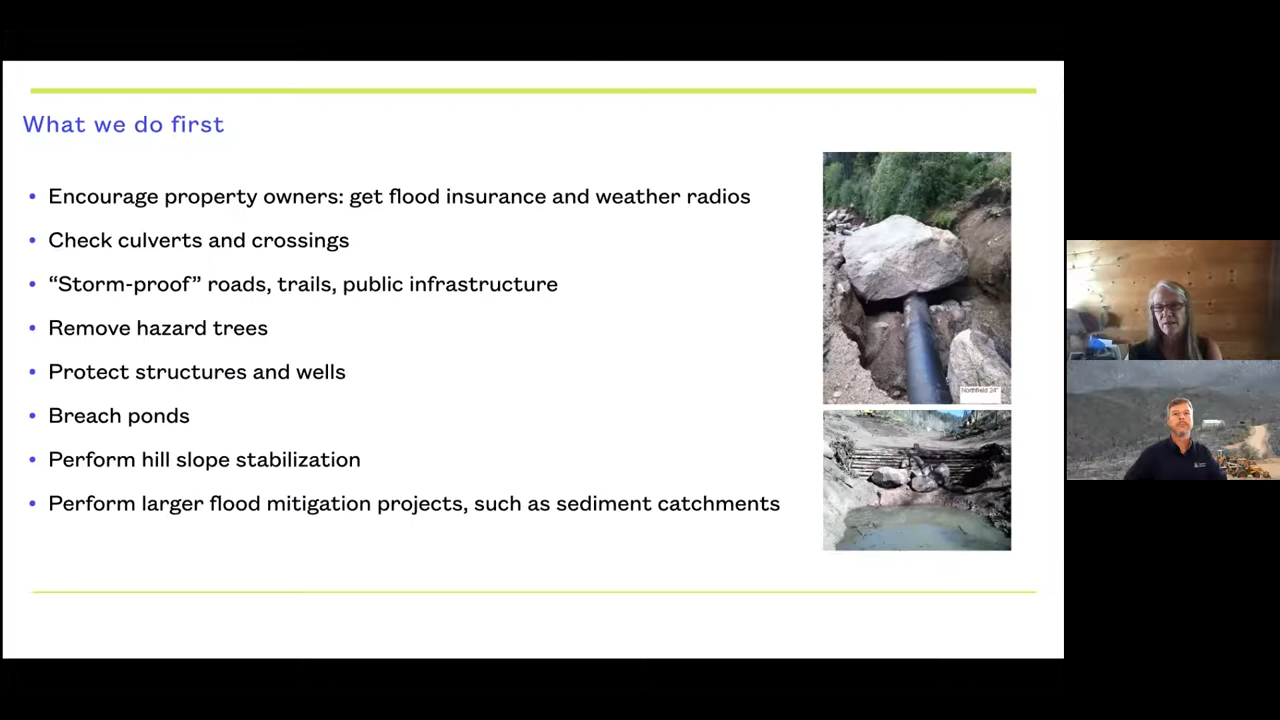 What we do first
• Encourage property owners: get flood insurance and weather radios
• Check culverts and crossings
• “Storm-proof” roads, trails, public infrastructure
• Remove hazard trees
• Protect structures and wells
• Breach ponds
• Perform hill slope stabilization
• Perform larger flood mitigation projects, such as sediment catchments
Northfield 24"